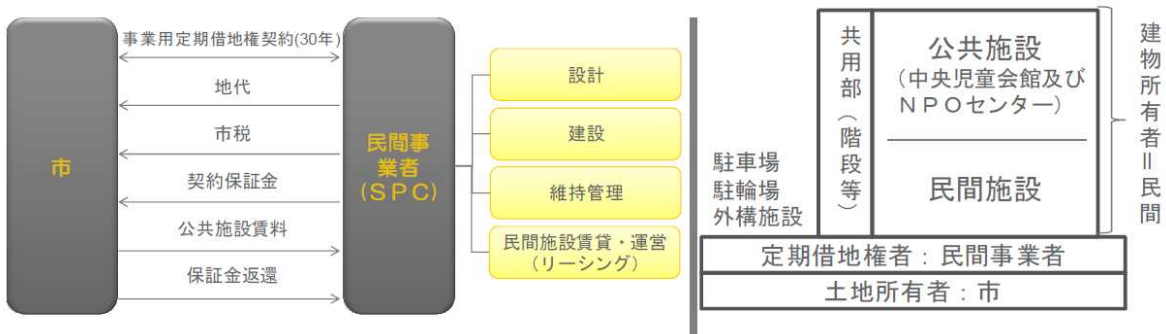 市
事業用定期借地権契約(30年)
地代
市税
契約保証金
公共施設賃料
保証金返還
民間事
業者
(SPC)
設計
建設
維持管理
民間施設賃貸・運営
(リーシング)
駐車場
駐輪場
外構施設
共用部(階段等)
公共施設
(中央児童会館及び
NPOセンター)
民間施設
建物所有者=民間
定期借地権者:民間事業者
土地所有者:市